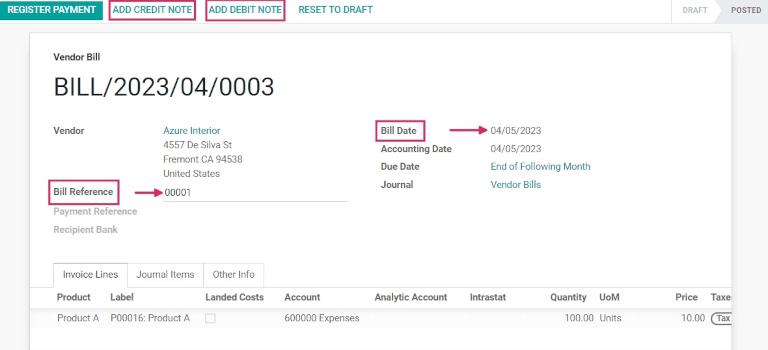 REGISTER PAYMENT ADD CREDIT NOTE ADD DEBIT NOTE RESET TO DRAFT DRAFT POSTED
Vendor Bill
BILL/2023/04/0003
Vendor Azure Interior Bill Date 04/05/2023
4557 De Silva St Accounting Date 04/05/2023
Fremont CA 94538 Due Date End of Following Month
United States Journal Vendor Bills
Bill Reference 00001
Payment Reference
Recipient Bank
Invoice Lines Journal Items Other Info
Product Label Landed Costs Account Analytic Account Intrastat Quantity UoM Price Taxe
Product A P00016: Product A 600000 Expenses 100.00 Units 10.00 Tax